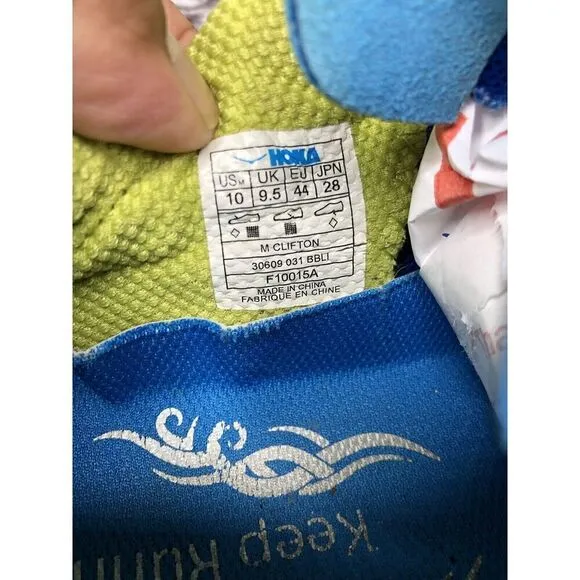 HOKA
USM UK EU JPN
10 9.5 44 28
M CLIFTON
30609 031 BBLI
F10015A
MADE IN CHINA
FABRIQUE EN CHINE
Keep